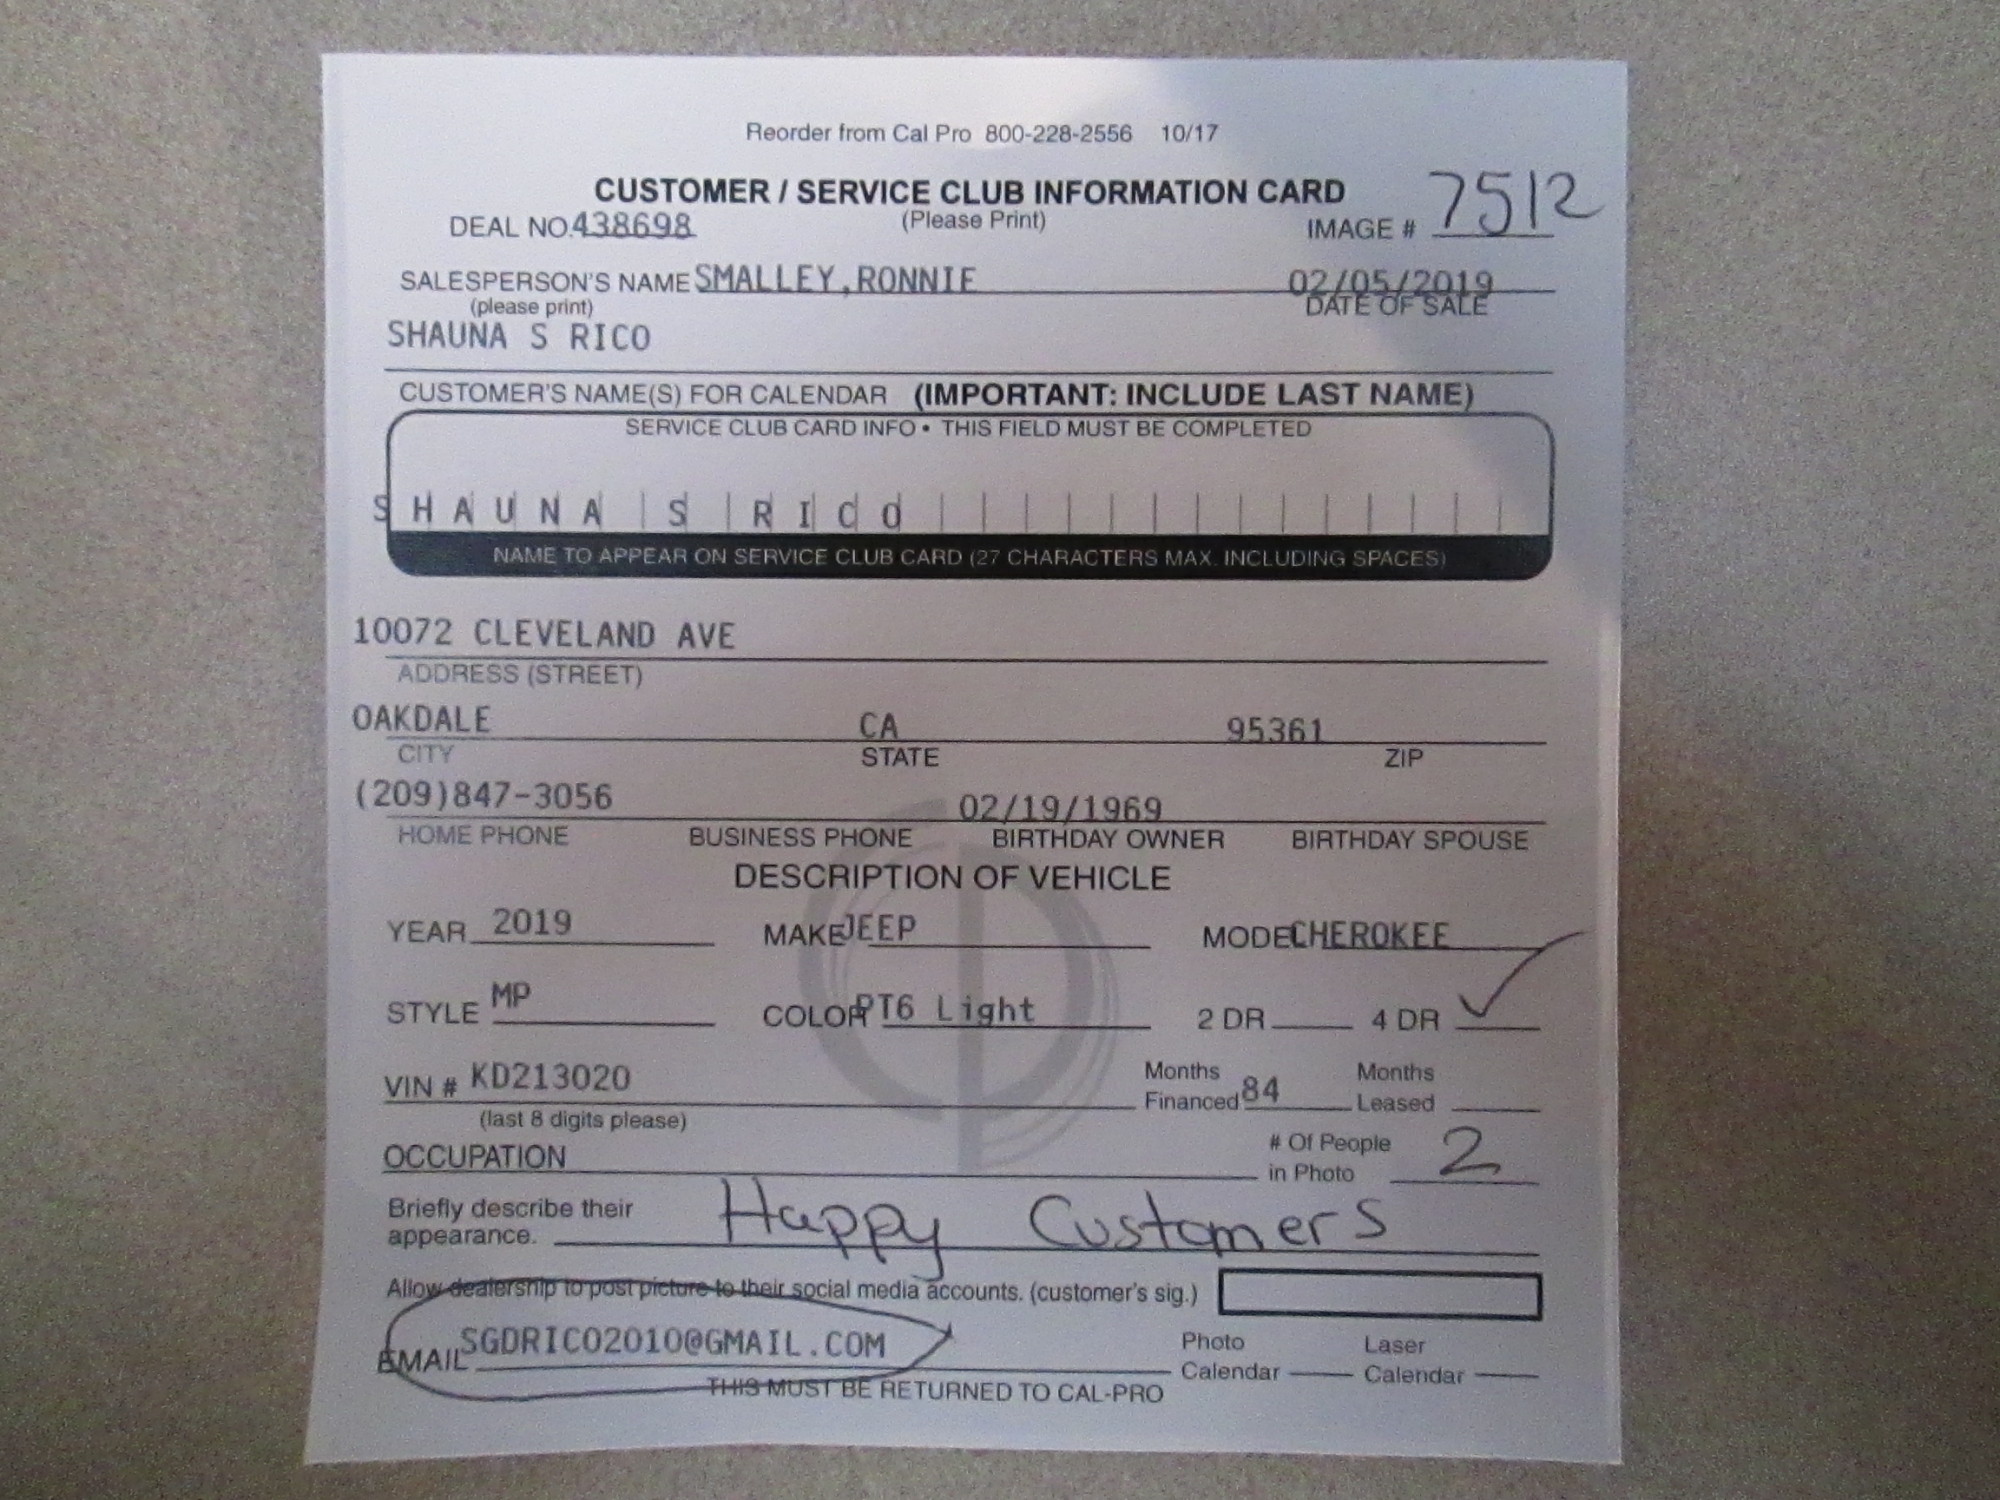 Reorder from Cal Pro 800-228-2556 10/17
CUSTOMER / SERVICE CLUB INFORMATION CARD
DEAL NO. 438698 (Please Print) IMAGE # 7512
SALESPERSON'S NAME SMALLEY,RONNIE 02/05/2019
(please print) DATE OF SALE
SHAUNA S RICO
CUSTOMER'S NAME(S) FOR CALENDAR (IMPORTANT: INCLUDE LAST NAME)
SERVICE CLUB CARD INFO • THIS FIELD MUST BE COMPLETED
S H A U N A S R I C O
NAME TO APPEAR ON SERVICE CLUB CARD (27 CHARACTERS MAX. INCLUDING SPACES)
10072 CLEVELAND AVE
ADDRESS (STREET)
OAKDALE CA 95361
CITY STATE ZIP
(209)847-3056 02/19/1969
HOME PHONE BUSINESS PHONE BIRTHDAY OWNER BIRTHDAY SPOUSE
DESCRIPTION OF VEHICLE
YEAR 2019 MAKE JEEP MODEL CHEROKEE
STYLE MP COLOR PT6 Light 2 DR 4 DR ✓
VIN # KD213020 Months Financed 84 Months Leased
(last 8 digits please)
OCCUPATION # Of People in Photo 2
Briefly describe their appearance. Happy Customers
Allow dealership to post picture to their social media accounts. (customer's sig.)
EMAIL SGDRICO2010@GMAIL.COM Photo Calendar Laser Calendar
THIS MUST BE RETURNED TO CAL-PRO